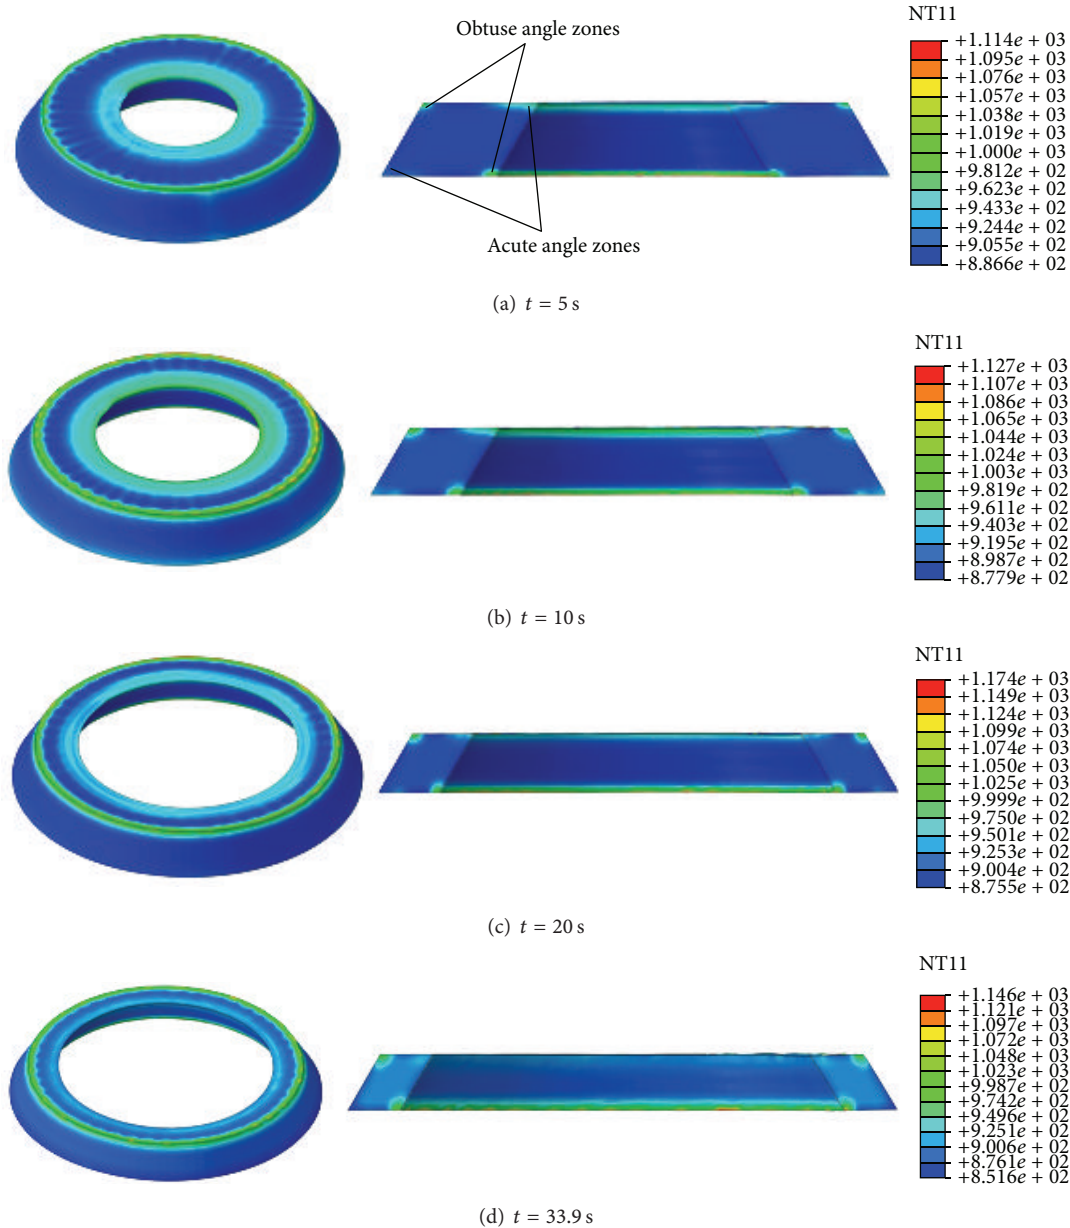 Obtuse angle zones
Acute angle zones
NT11
+1.114e + 03
+1.095e + 03
+1.076e + 03
+1.057e + 03
+1.038e + 03
+1.019e + 03
+1.000e + 03
+9.812e + 02
+9.623e + 02
+9.433e + 02
+9.244e + 02
+9.055e + 02
+8.866e + 02
(a) t = 5 s
NT11
+1.127e + 03
+1.107e + 03
+1.086e + 03
+1.065e + 03
+1.044e + 03
+1.024e + 03
+1.003e + 03
+9.819e + 02
+9.611e + 02
+9.403e + 02
+9.195e + 02
+8.987e + 02
+8.779e + 02
(b) t = 10 s
NT11
+1.174e + 03
+1.149e + 03
+1.124e + 03
+1.099e + 03
+1.074e + 03
+1.050e + 03
+1.025e + 03
+9.999e + 02
+9.750e + 02
+9.501e + 02
+9.253e + 02
+9.004e + 02
+8.755e + 02
(c) t = 20 s
NT11
+1.146e + 03
+1.121e + 03
+1.097e + 03
+1.072e + 03
+1.048e + 03
+1.023e + 03
+9.987e + 02
+9.742e + 02
+9.496e + 02
+9.251e + 02
+9.006e + 02
+8.761e + 02
+8.516e + 02
(d) t = 33.9 s